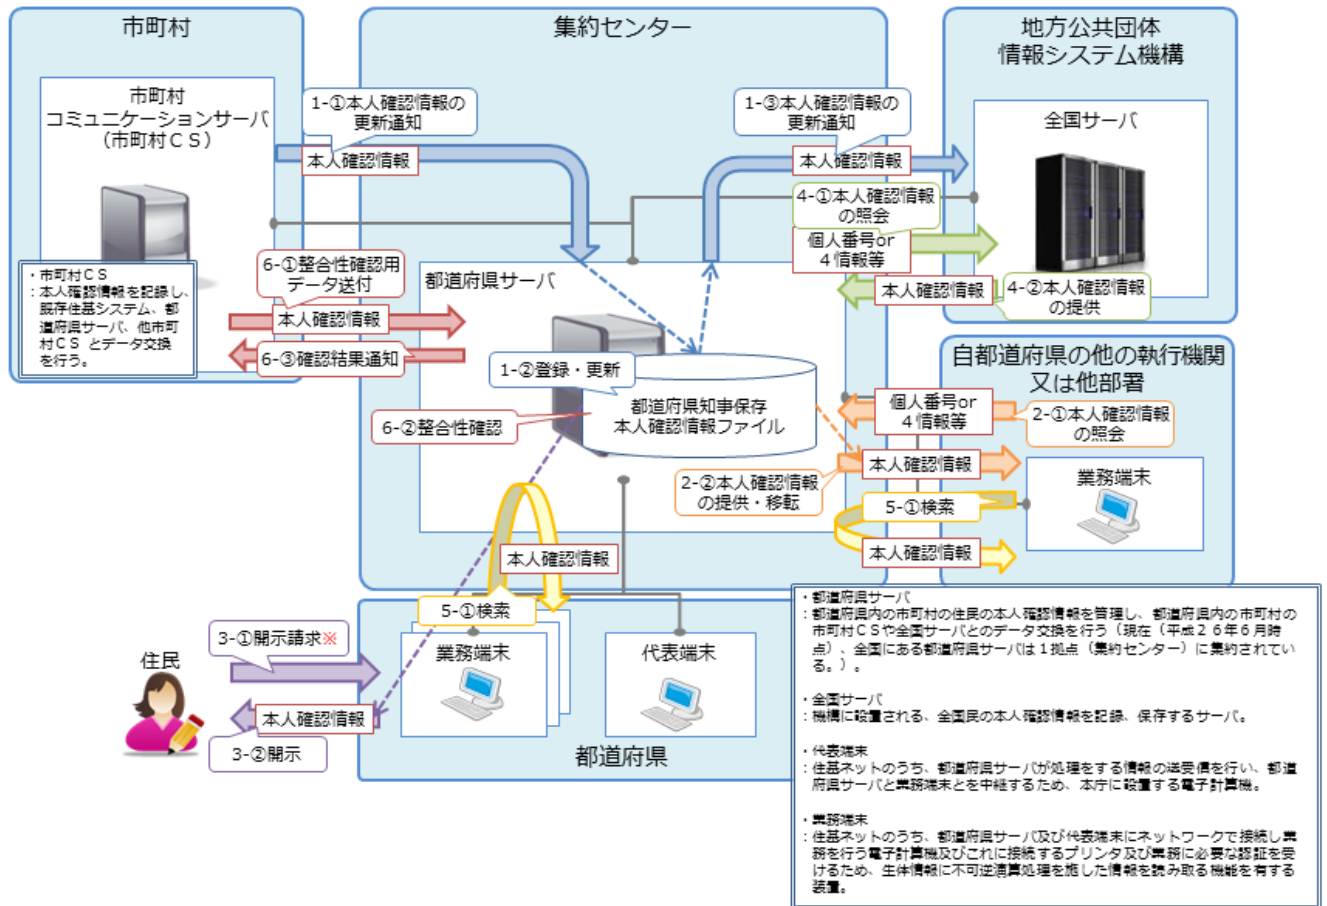 市町村
集約センター
地方公共団体
情報システム機構
市町村
コミュニケーションサーバ
（市町村ＣＳ）
1-①本人確認情報の
更新通知
本人確認情報
1-③本人確認情報の
更新通知
本人確認情報
全国サーバ
4-①本人確認情報
の照会
個人番号or
４情報等
本人確認情報
4-②本人確認情報
の提供
・市町村ＣＳ
：本人確認情報を記録し、
既存住基システム、都
道府県サーバ、他市町
村ＣＳ とデータ交換
を行う。
6-①整合性確認用
データ送付
本人確認情報
6-③確認結果通知
都道府県サーバ
1-②登録・更新
都道府県知事保存
本人確認情報ファイル
6-②整合性確認
自都道府県の他の執行機関
又は他部署
個人番号or
４情報等
2-①本人確認情報
の照会
本人確認情報
2-②本人確認情報
の提供・移転
業務端末
5-①検索
本人確認情報
本人確認情報
5-①検索
3-①開示請求※
住民
本人確認情報
3-②開示
業務端末
代表端末
都道府県
・都道府県サーバ
：都道府県内の市町村の住民の本人確認情報を管理し、都道府県内の市町村の
市町村ＣＳや全国サーバとのデータ交換を行う（現在（平成２６年６月時
点）、全国にある都道府県サーバは１拠点（集約センター）に集約されてい
る。）。
・全国サーバ
：機構に設置される、全国民の本人確認情報を記録、保存するサーバ。
・代表端末
：住基ネットのうち、都道府県サーバが処理をする情報の送受信を行い、都道
府県サーバと業務端末とを中継するため、本庁に設置する電子計算機。
・業務端末
：住基ネットのうち、都道府県サーバ及び代表端末にネットワークで接続し業
務を行う電子計算機及びこれに接続するプリンタ及び業務に必要な認証を受
けるため、生体情報に不可逆演算処理を施した情報を読み取る機能を有する
装置。